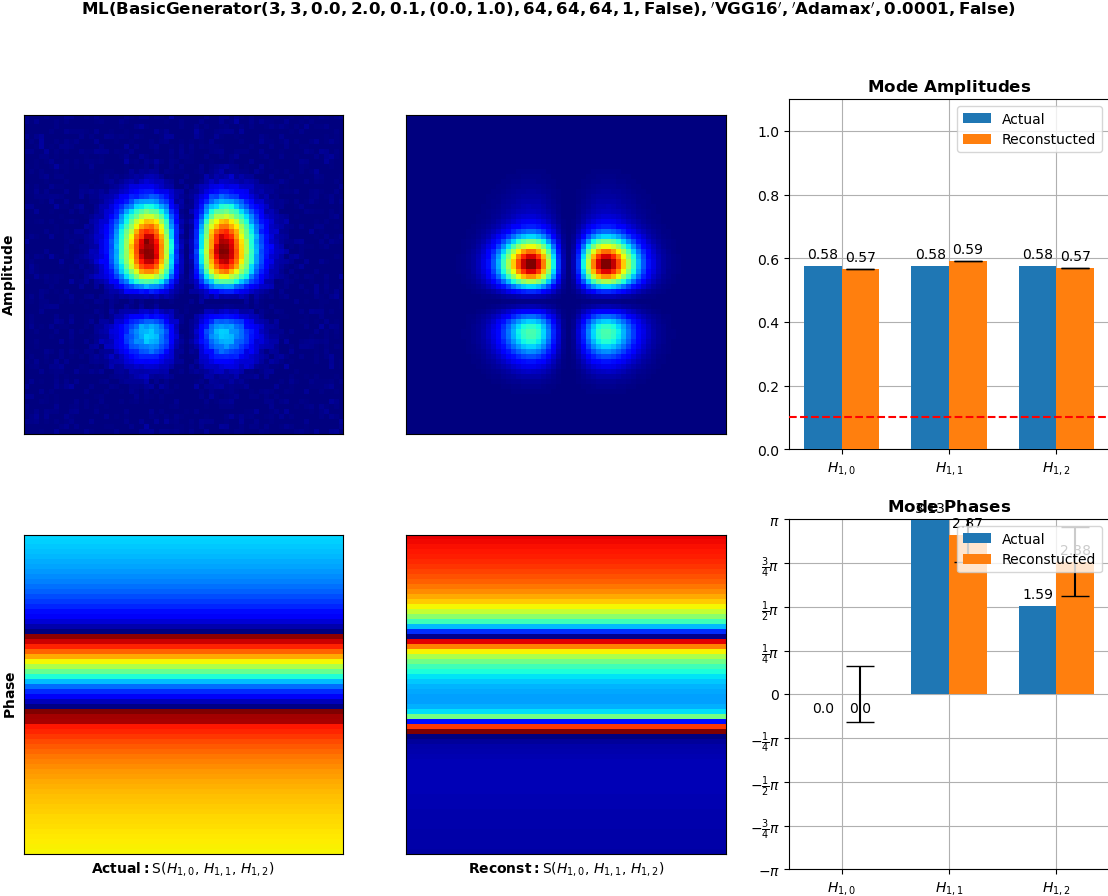 ML(BasicGenerator(3, 3, 0.0, 2.0, 0.1, (0.0, 1.0), 64, 64, 64, 1, False), ′VGG16′, ′Adamax′, 0.0001, False)
Mode Amplitudes
Amplitude
1.0
0.8
0.6
0.4
0.2
0.0
Actual
Reconstucted
0.58 0.57
0.58 0.59
0.58 0.57
H1,0
H1,1
H1,2
Mode Phases
Phase
π
3/4π
1/2π
1/4π
0
−1/4π
−1/2π
−3/4π
−π
Actual
Reconstucted
0.0 0.0
3.13 2.87
1.59 2.38
H1,0
H1,1
H1,2
Actual: S(H1,0, H1,1, H1,2)
Reconst: S(H1,0, H1,1, H1,2)